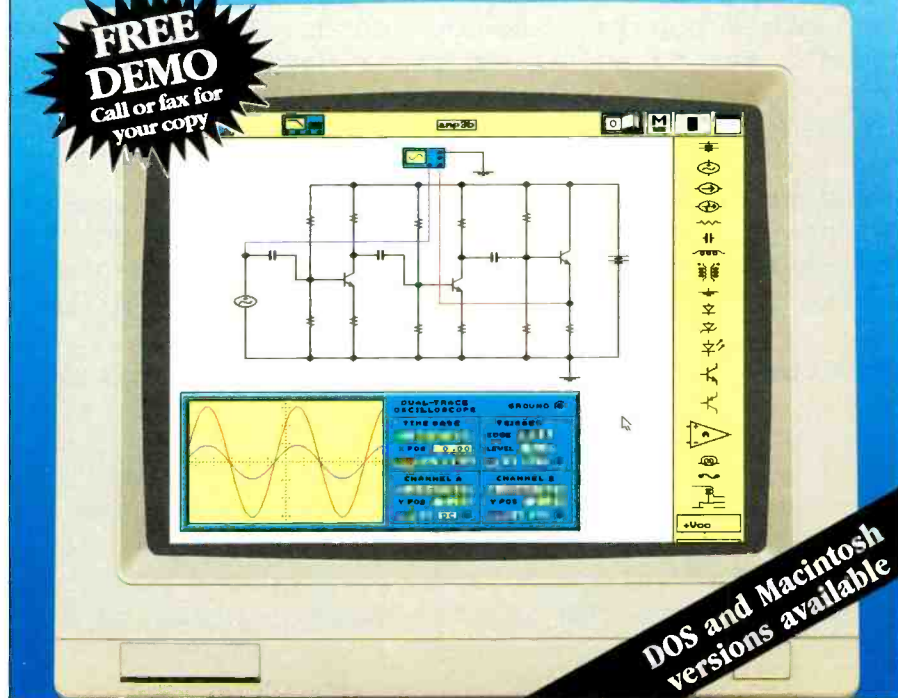 FREE
DEMO
Call or fax for
your copy
amp3b
M
DUAL-TRACE
OSCILLOSCOPE
GROUND
TIME BASE
TRIGGER
EDGE
X POS 0.00
LEVEL
CHANNEL A
CHANNEL B
Y POS
Y POS
DC
+Vcc
DOS and Macintosh
versions available